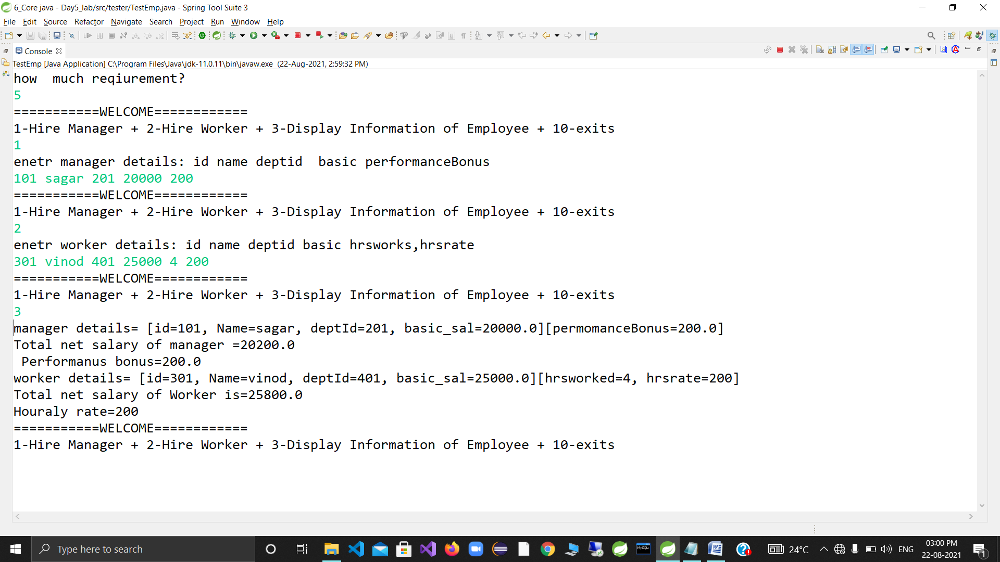 6_Core java - Day5_lab/src/tester/TestEmp.java - Spring Tool Suite 3
File Edit Source Refactor Navigate Search Project Run Window Help
Console
TestEmp [Java Application] C:\Program Files\Java\jdk-11.0.11\bin\javaw.exe (22-Aug-2021, 2:59:32 PM)
how  much reqiurement?
5
===========WELCOME============
1-Hire Manager + 2-Hire Worker + 3-Display Information of Employee + 10-exits
1
enetr manager details: id name deptid  basic performanceBonus
101 sagar 201 20000 200
===========WELCOME============
1-Hire Manager + 2-Hire Worker + 3-Display Information of Employee + 10-exits
2
enetr worker details: id name deptid basic hrsworks,hrsrate
301 vinod 401 25000 4 200
===========WELCOME============
1-Hire Manager + 2-Hire Worker + 3-Display Information of Employee + 10-exits
3
manager details= [id=101, Name=sagar, deptId=201, basic_sal=20000.0][permomanceBonus=200.0]
Total net salary of manager =20200.0
 Performanus bonus=200.0
worker details= [id=301, Name=vinod, deptId=401, basic_sal=25000.0][hrsworked=4, hrsrate=200]
Total net salary of Worker is=25800.0
Houraly rate=200
===========WELCOME============
1-Hire Manager + 2-Hire Worker + 3-Display Information of Employee + 10-exits
Type here to search
MySQL
24°C
ENG
03:00 PM
22-08-2021
1